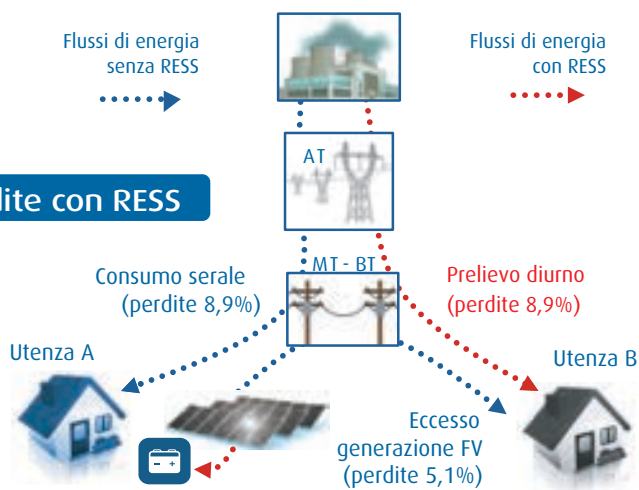 Flussi di energia
senza RESS
Flussi di energia
con RESS
AT
dite con RESS
MT - BT
Consumo serale
(perdite 8,9%)
Prelievo diurno
(perdite 8,9%)
Utenza A
Utenza B
Eccesso
generazione FV
(perdite 5,1%)
- +